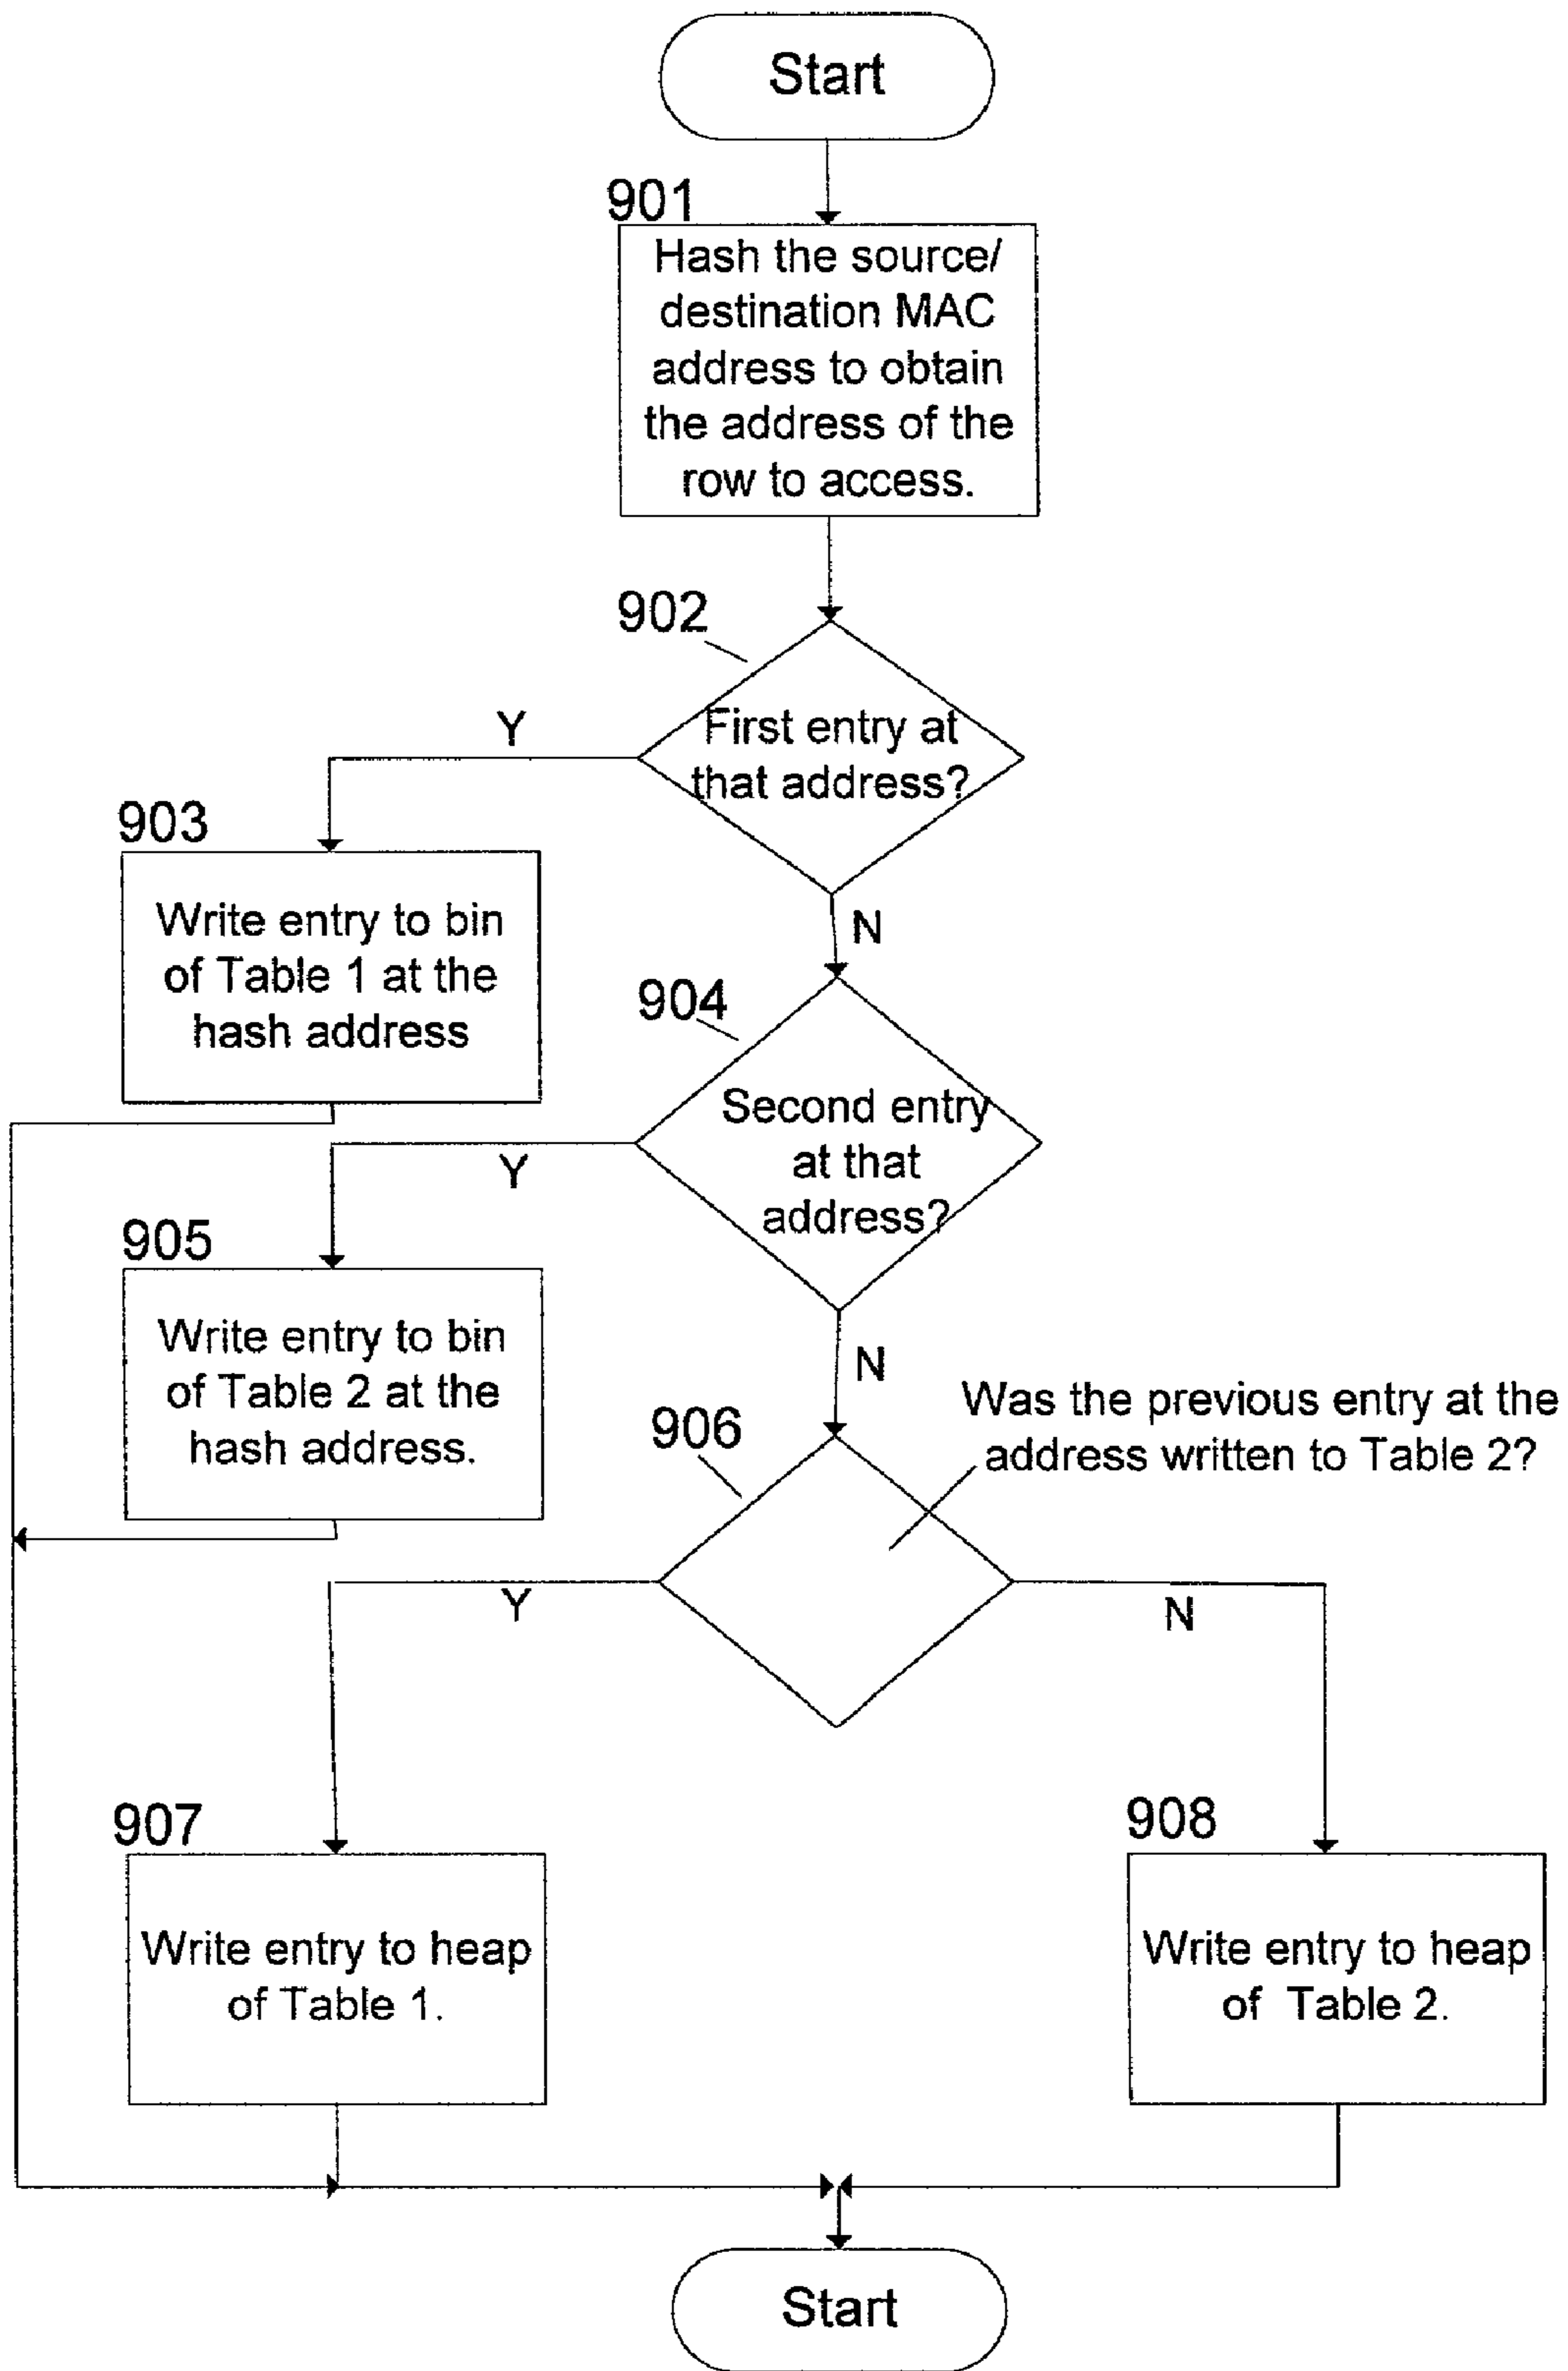 Start
901
Hash the source/
destination MAC
address to obtain
the address of the
row to access.
902
First entry at
that address?
Y
N
903
Write entry to bin
of Table 1 at the
hash address
904
Second entry
at that
address?
Y
N
905
Write entry to bin
of Table 2 at the
hash address.
906
Was the previous entry at the
address written to Table 2?
Y
N
907
Write entry to heap
of Table 1.
908
Write entry to heap
of Table 2.
Start